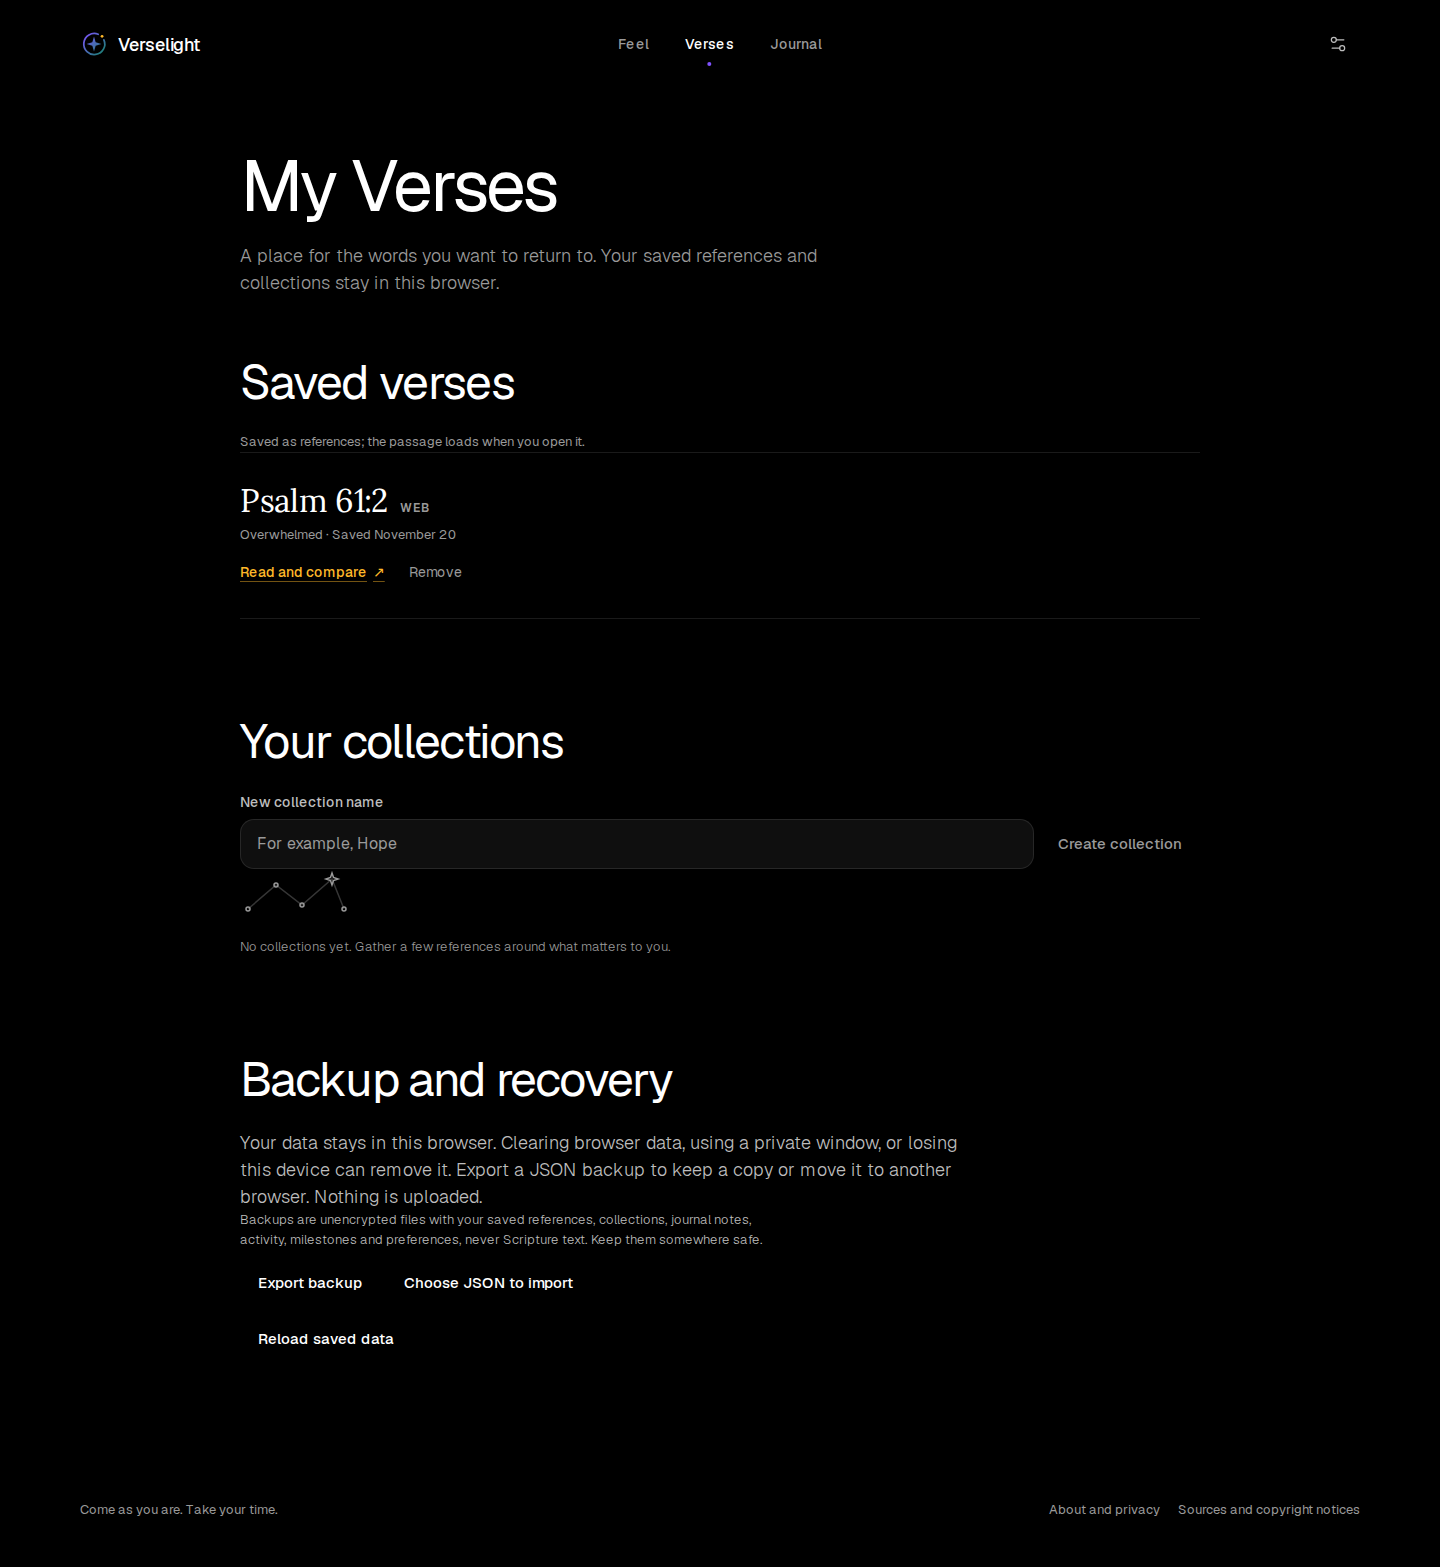 Verselight
Feel
Verses
Journal
My Verses
A place for the words you want to return to. Your saved references and
collections stay in this browser.
Saved verses
Saved as references; the passage loads when you open it.
Psalm 61:2 WEB
Overwhelmed · Saved November 20
Read and compare ↗ Remove
Your collections
New collection name
For example, Hope
Create collection
No collections yet. Gather a few references around what matters to you.
Backup and recovery
Your data stays in this browser. Clearing browser data, using a private window, or losing
this device can remove it. Export a JSON backup to keep a copy or move it to another
browser. Nothing is uploaded.
Backups are unencrypted files with your saved references, collections, journal notes,
activity, milestones and preferences, never Scripture text. Keep them somewhere safe.
Export backup
Choose JSON to import
Reload saved data
Come as you are. Take your time.
About and privacy
Sources and copyright notices